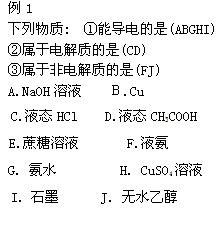 例 1
下列物质： ①能导电的是(ABGHI)
②属于电解质的是(CD)
③属于非电解质的是(FJ)
A.NaOH溶液 B.Cu
C.液态 HCl D.液态 CH₃COOH
E.蔗糖溶液 F.液氨
G. 氨水 H. CuSO₄溶液
I. 石墨 J. 无水乙醇